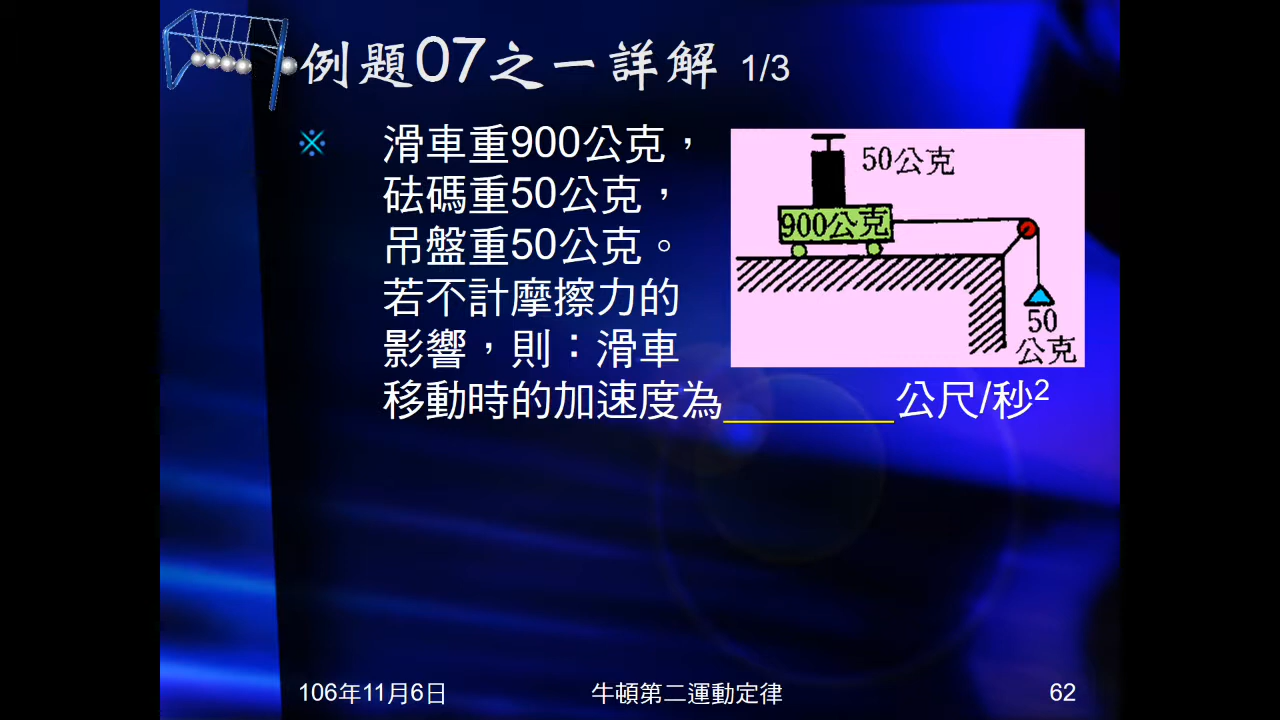 例題07之一詳解 1/3
※ 滑車重900公克，
砝碼重50公克，
吊盤重50公克。
若不計摩擦力的
影響，則：滑車
移動時的加速度為________公尺/秒²
50公克
900公克
50
公克
106年11月6日
牛頓第二運動定律
62